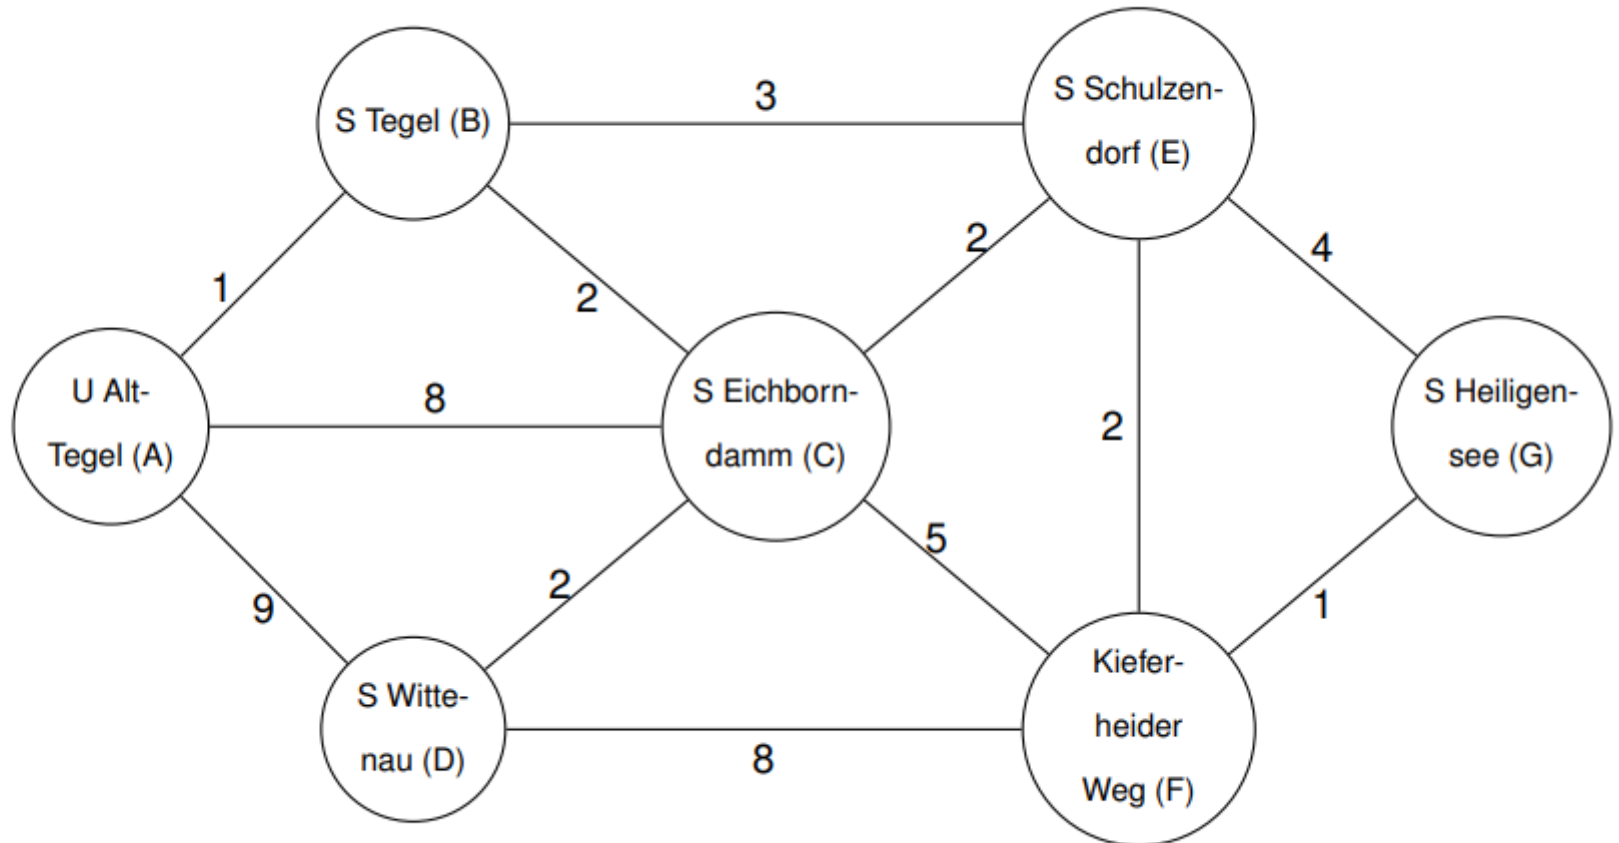 S Tegel (B)
3
S Schulzen-
dorf (E)
1
2
2
4
U Alt-
Tegel (A)
8
S Eichborn-
damm (C)
2
S Heiligen-
see (G)
9
2
5
1
S Witte-
nau (D)
8
Kiefer-
heider
Weg (F)